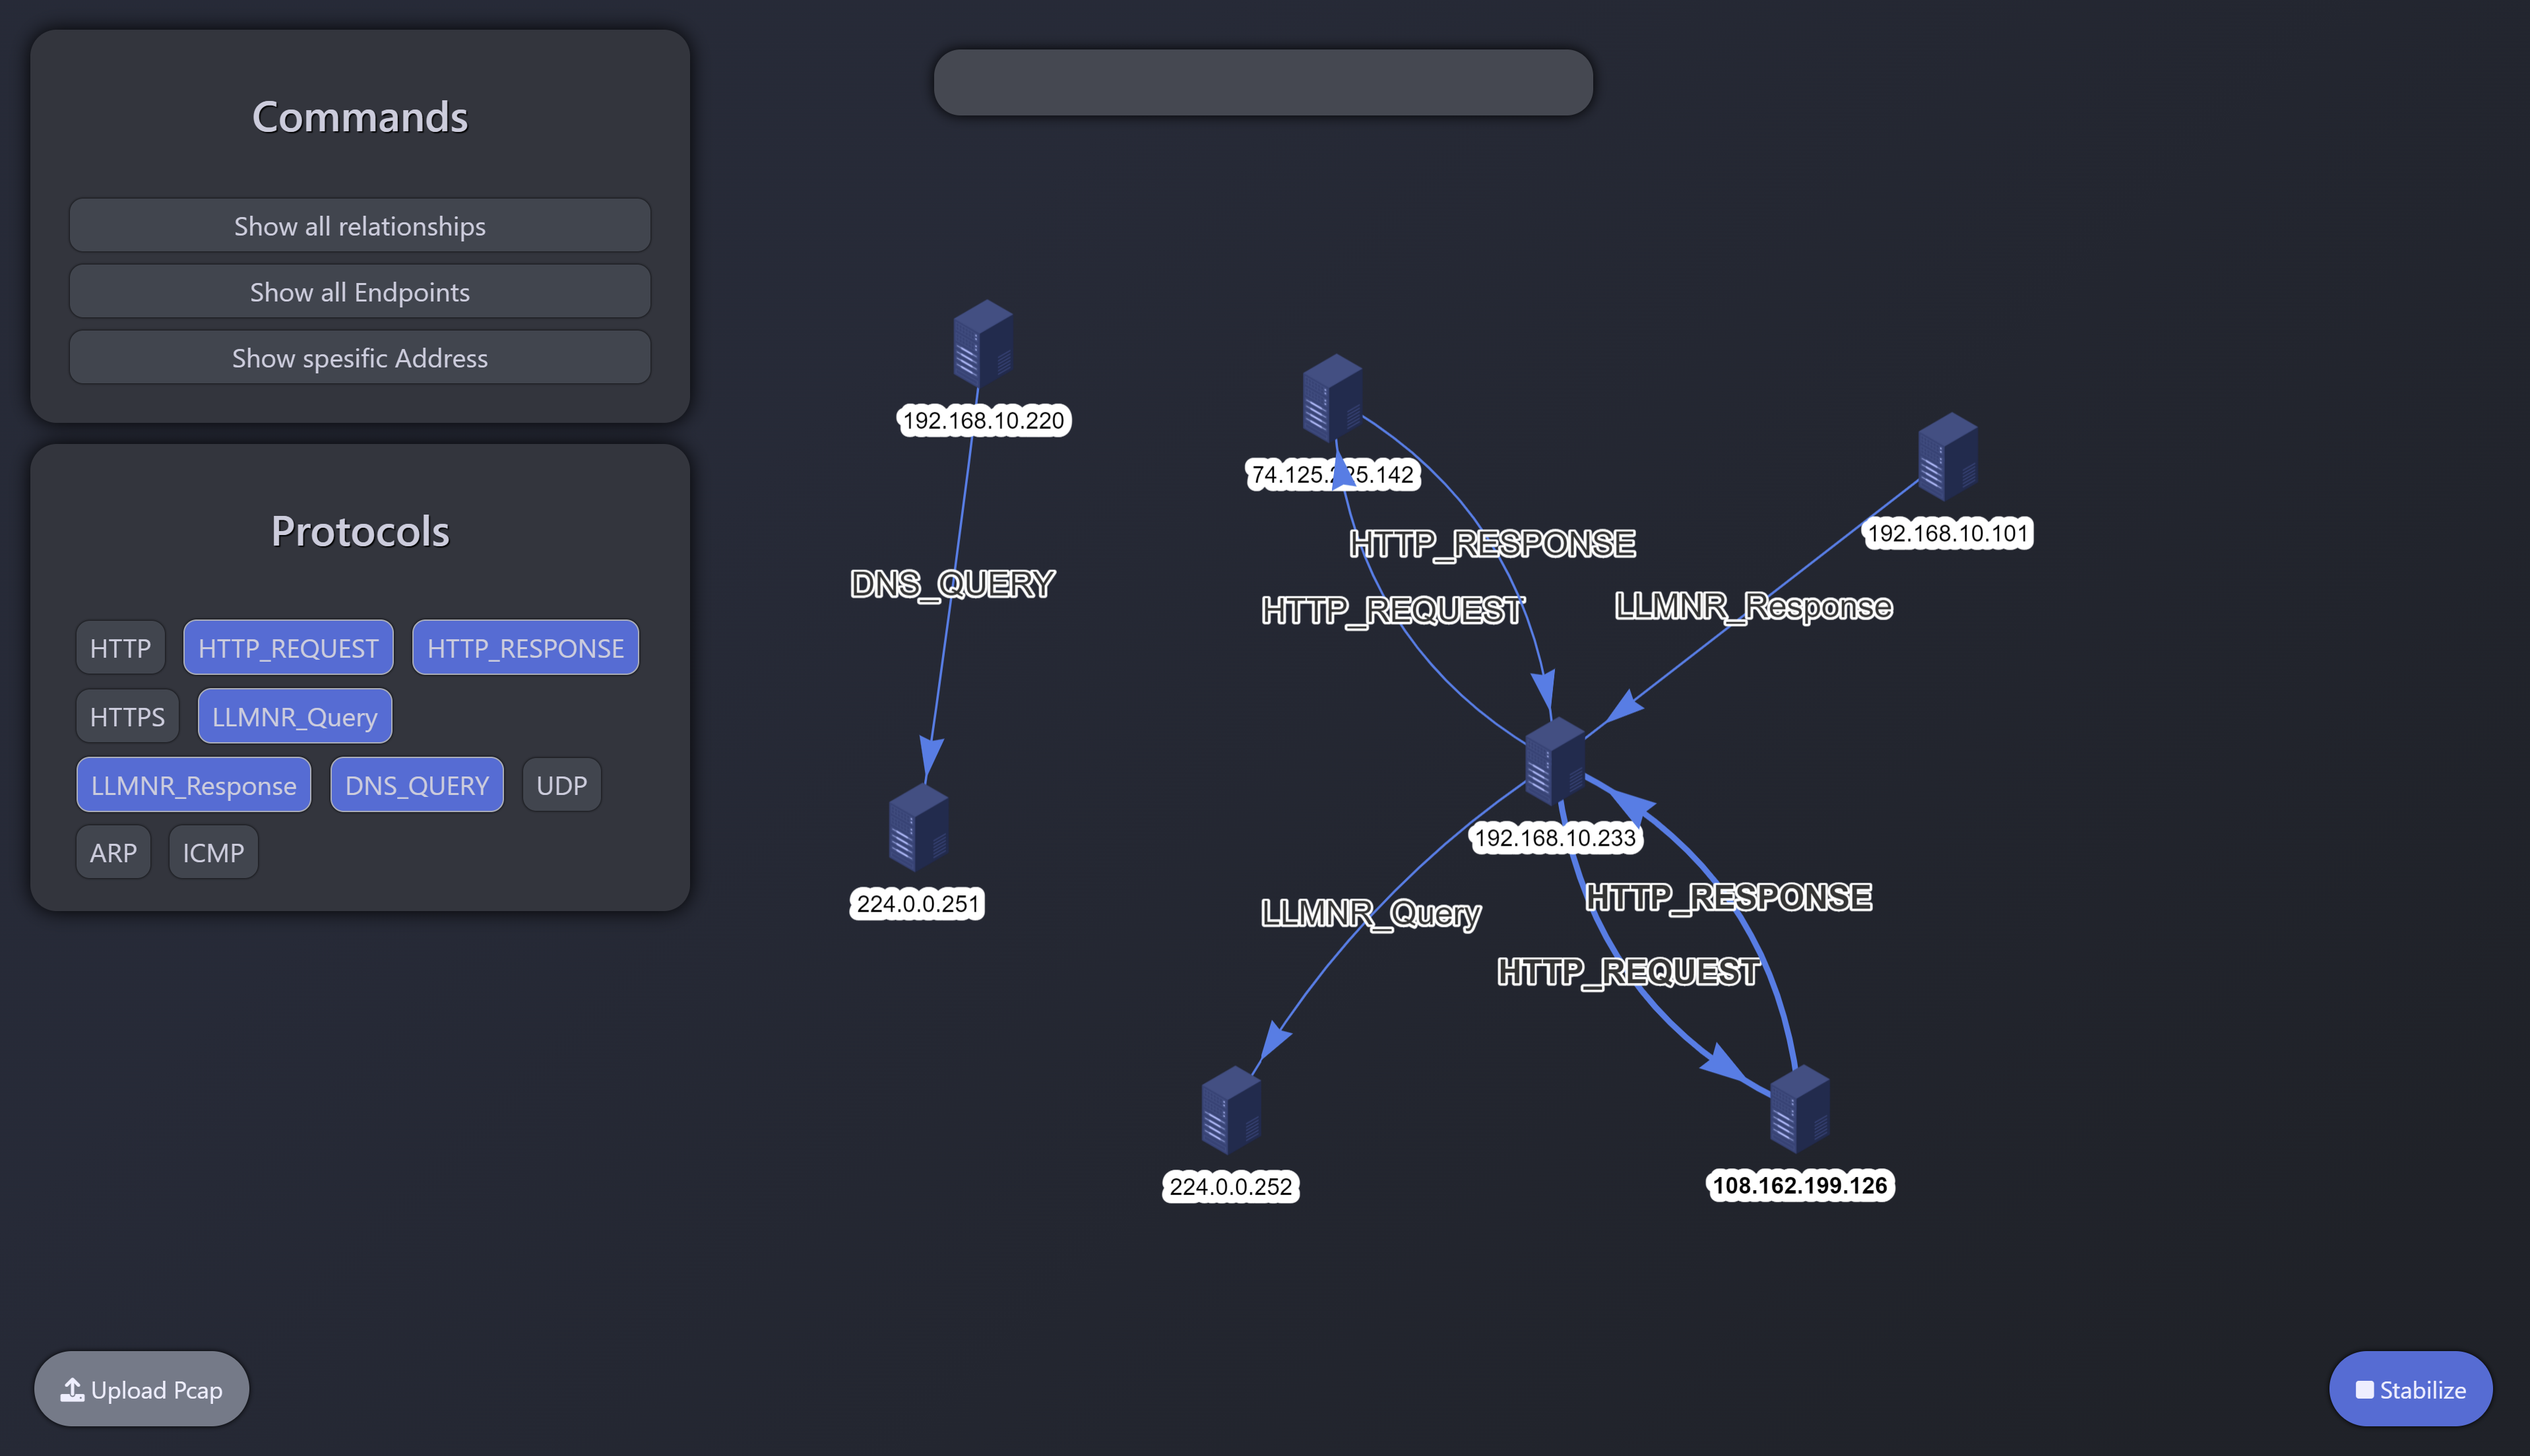 Commands
Show all relationships
Show all Endpoints
Show spesific Address
Protocols
HTTP HTTP_REQUEST HTTP_RESPONSE
HTTPS LLMNR_Query
LLMNR_Response DNS_QUERY UDP
ARP ICMP
Upload Pcap
192.168.10.220
DNS_QUERY
224.0.0.251
74.125.225.142
HTTP_RESPONSE
HTTP_REQUEST
192.168.10.101
LLMNR_Response
192.168.10.233
LLMNR_Query
HTTP_RESPONSE
HTTP_REQUEST
224.0.0.252
108.162.199.126
Stabilize